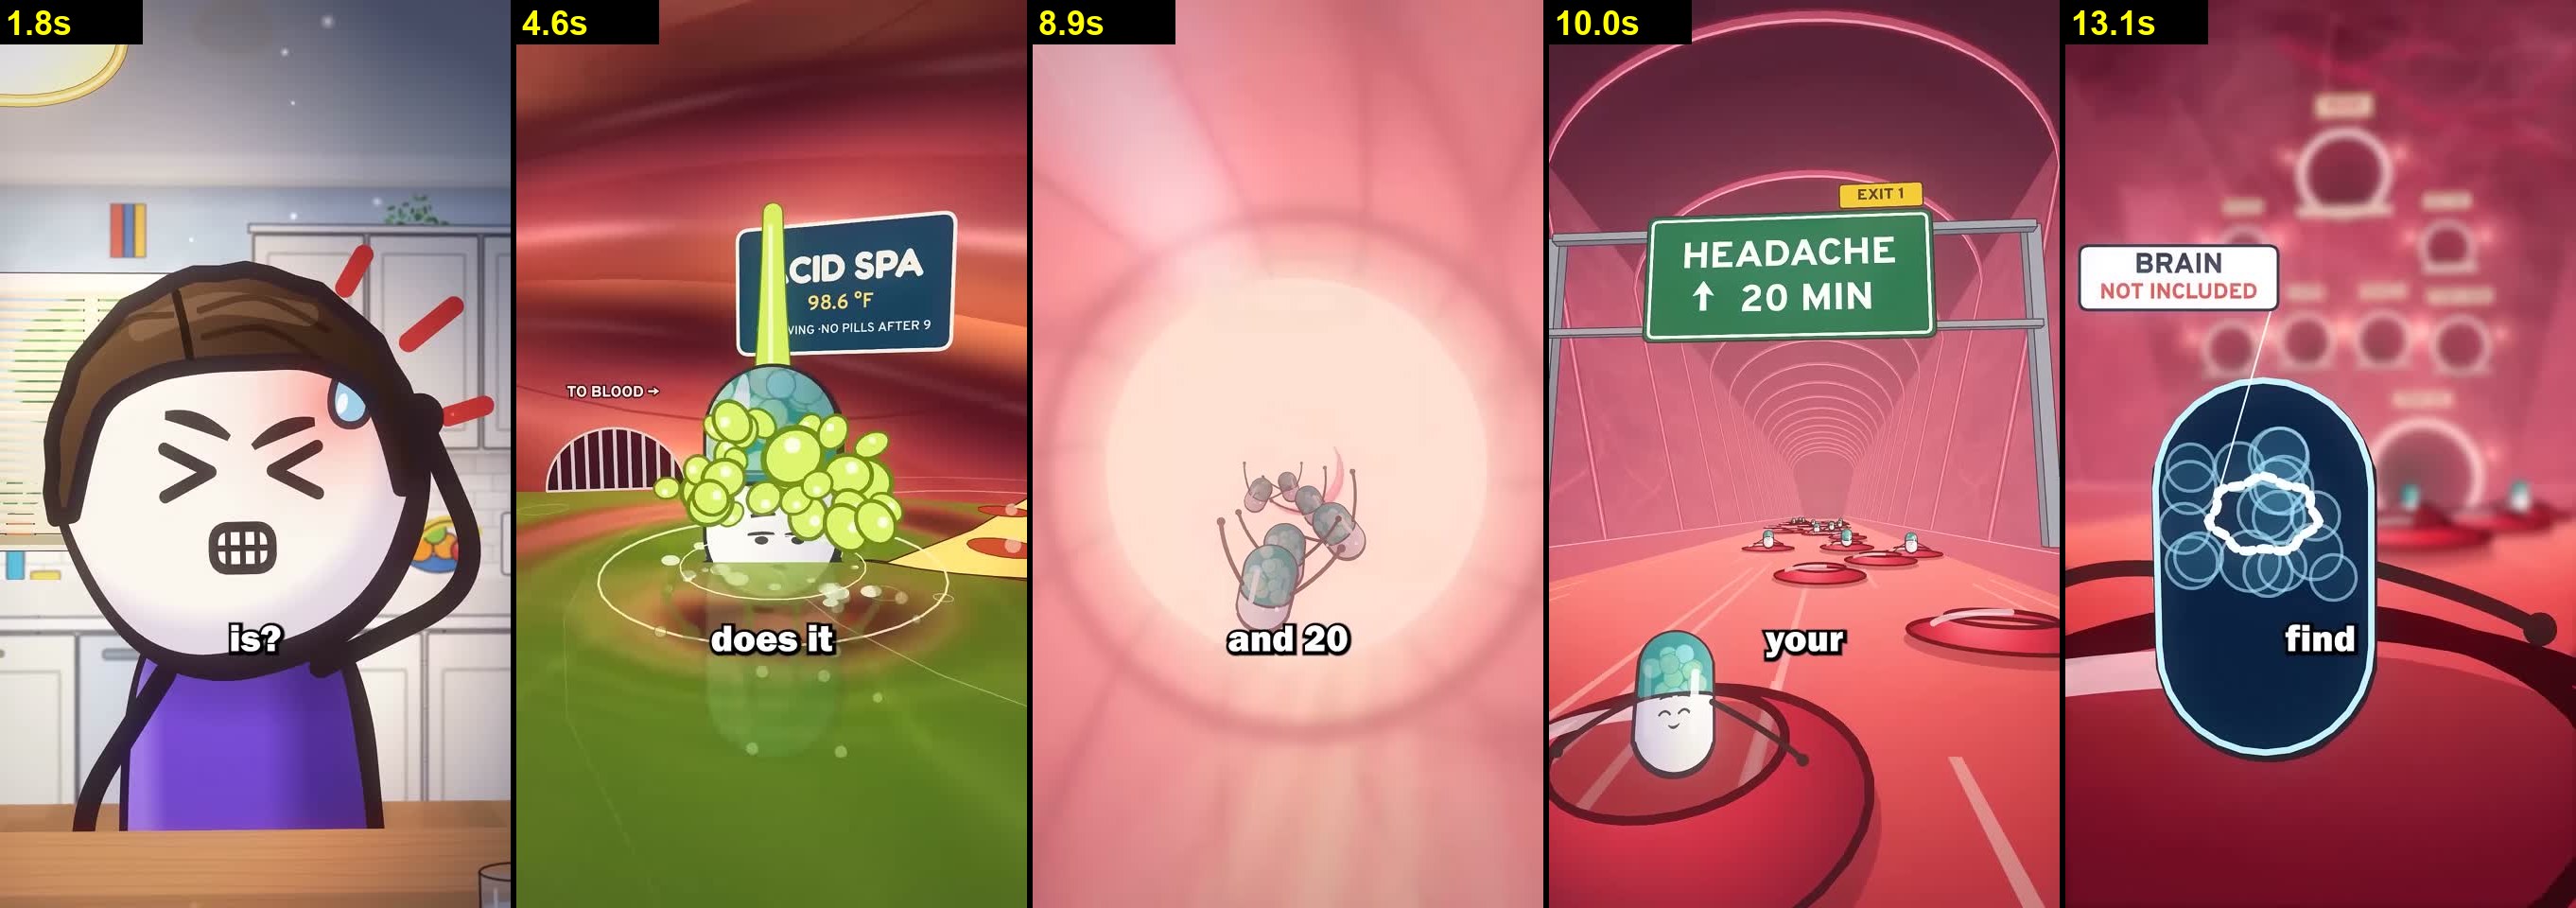 1.8s
is?
4.6s
CID SPA
98.6 °F
VING ·NO PILLS AFTER 9
TO BLOOD →
does it
8.9s
and 20
10.0s
EXIT 1
HEADACHE
↑ 20 MIN
your
13.1s
BRAIN
NOT INCLUDED
find